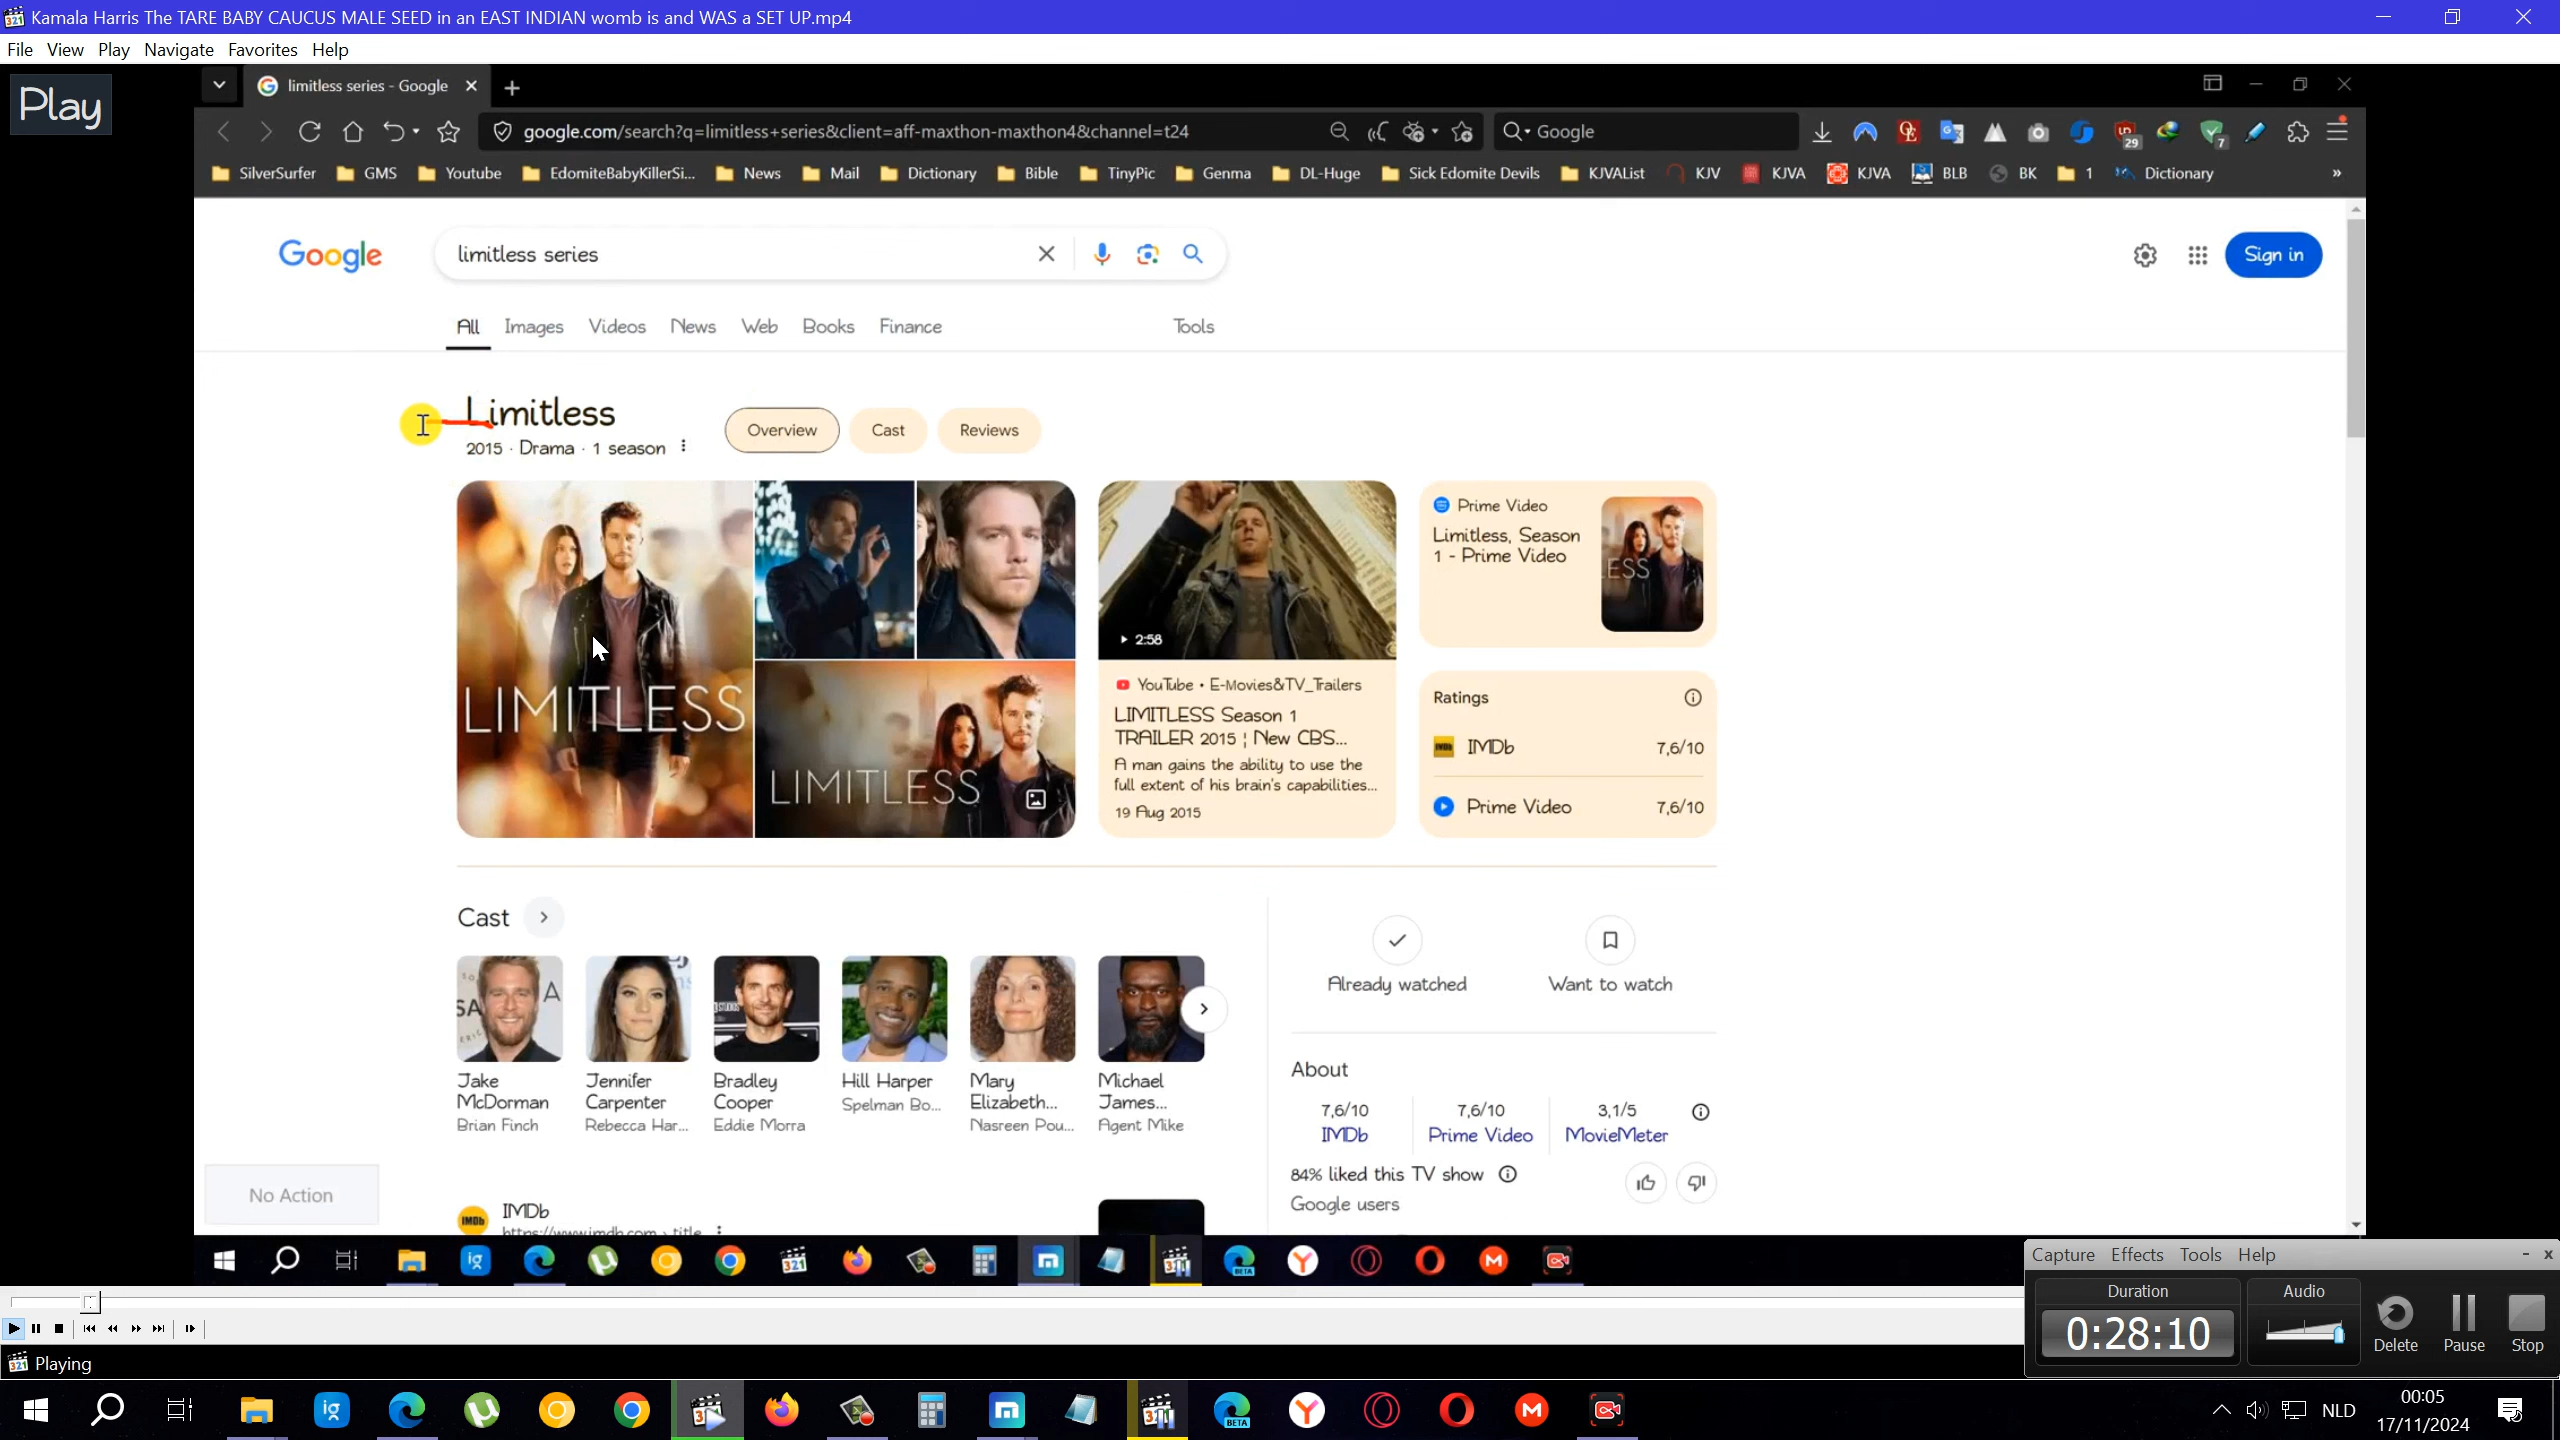 Kamala Harris The TARE BABY CAUCUS MALE SEED in an EAST INDIAN womb is and WAS a SET UP.mp4
File View Play Navigate Favorites Help
Play
limitless series - Google
google.com/search?q=limitless+series&client=aff-maxthon-maxthon4&channel=t24
Google
29
7
SilverSurfer GMS Youtube EdomiteBabyKillerSi... News Mail Dictionary Bible TinyPic Genma DL-Huge Sick Edomite Devils KJVAList KJV KJVA KJVA BLB BK 1 Dictionary »
Google
limitless series
Sign in
All Images Videos News Web Books Finance Tools
Limitless
2015 · Drama · 1 season
Overview Cast Reviews
LIMITLESS
LIMITLESS
2:58
YouTube • E-Movies&TV_Trailers
LIMITLESS Season 1
TRAILER 2015 ¦ New CBS...
A man gains the ability to use the
full extent of his brain's capabilities...
19 Aug 2015
Prime Video
Limitless, Season
1 - Prime Video
ESS
Ratings
IMDb 7,6/10
Prime Video 7,6/10
Cast
Jake
McDorman
Brian Finch
Jennifer
Carpenter
Rebecca Har...
Bradley
Cooper
Eddie Morra
Hill Harper
Spelman Bo...
Mary
Elizabeth...
Nasreen Pou...
Michael
James...
Agent Mike
Already watched
Want to watch
About
7,6/10
IMDb
7,6/10
Prime Video
3,1/5
MovieMeter
84% liked this TV show
Google users
No Action
IMDb
IMDb
https://www.imdb.com › title
Capture Effects Tools Help
Duration
0:28:10
Audio
Delete
Pause
Stop
Playing
NLD
00:05
17/11/2024